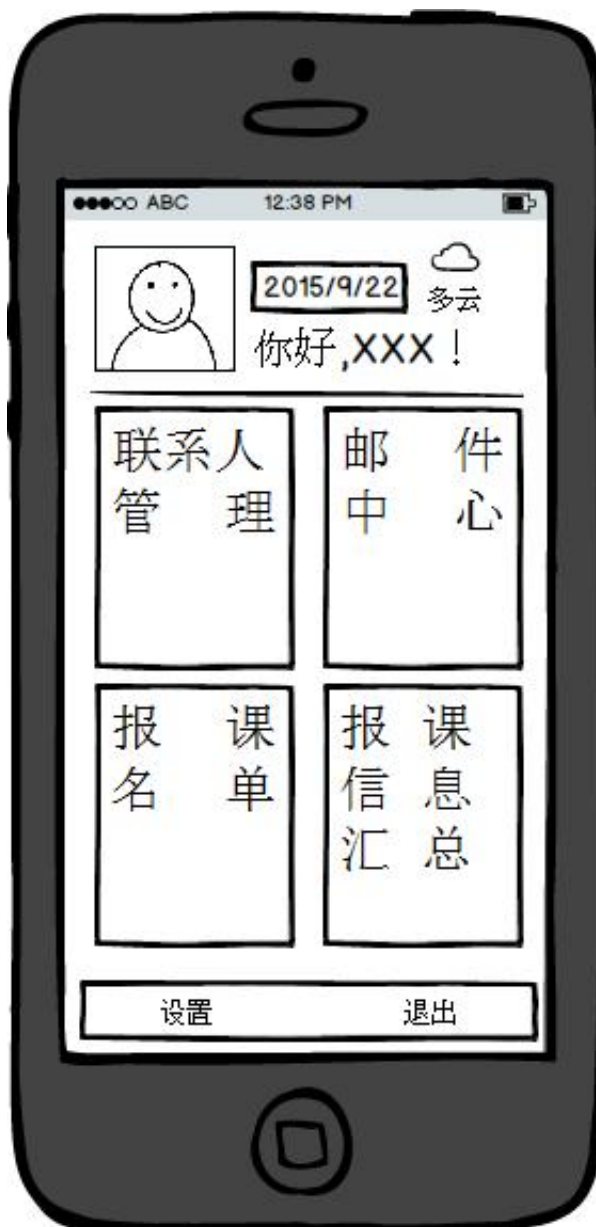 ABC 12:38 PM
2015/9/22
多云
你好,XXX！
联系人
管理
邮件
中心
报课
名单
报课
信息
汇总
设置 退出